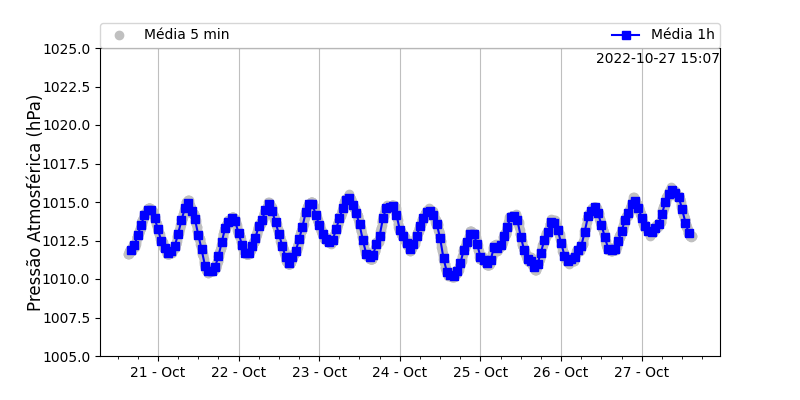 Média 5 min
Média 1h
2022-10-27 15:07
Pressão Atmosférica (hPa)
1025.0
1022.5
1020.0
1017.5
1015.0
1012.5
1010.0
1007.5
1005.0
21 - Oct
22 - Oct
23 - Oct
24 - Oct
25 - Oct
26 - Oct
27 - Oct